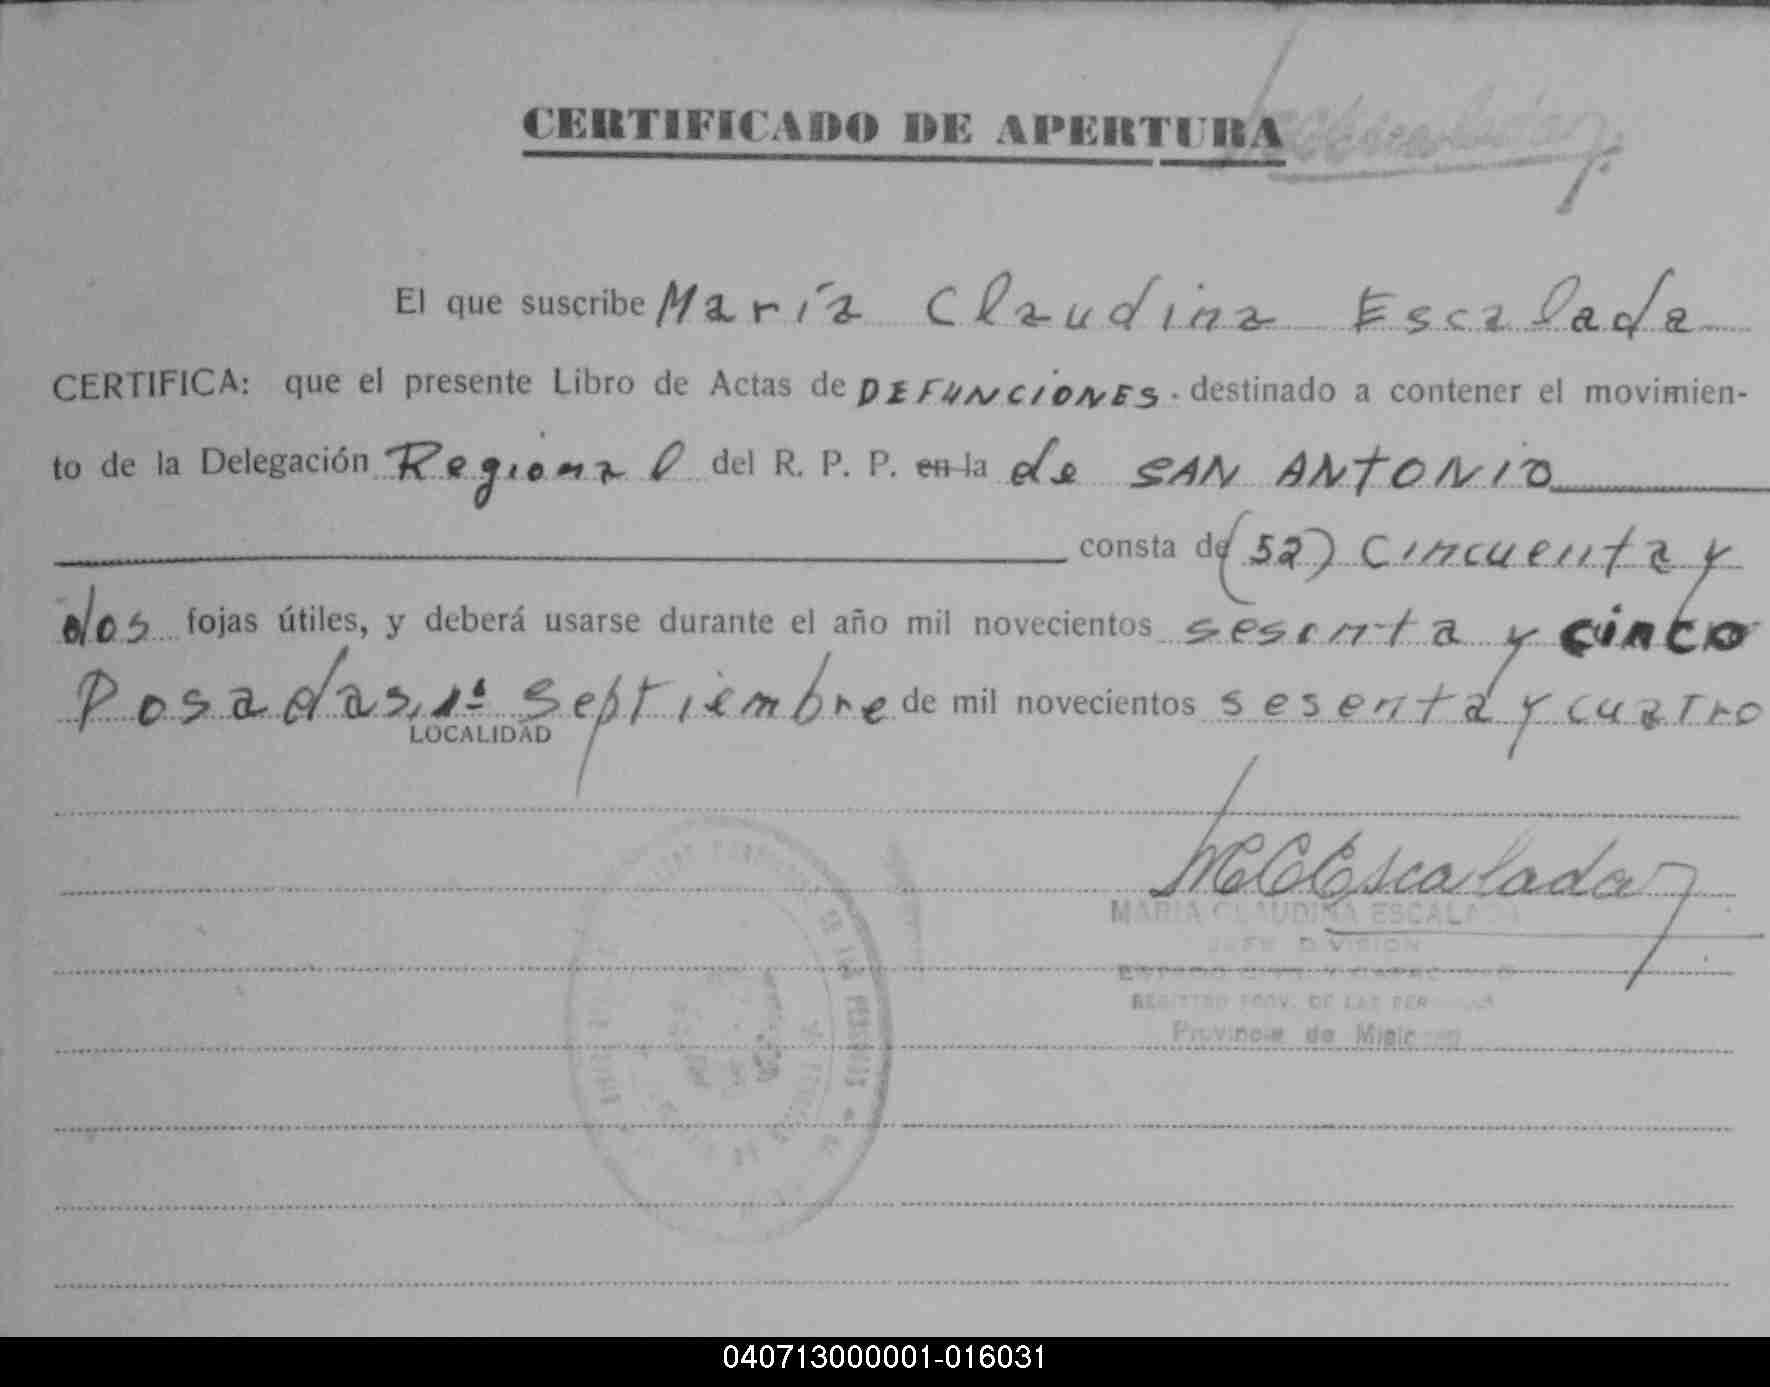 CERTIFICADO DE APERTURA
El que suscribe María Claudina Escalada
CERTIFICA: que el presente Libro de Actas de DEFUNCIONES. destinado a contener el movimien-
to de la Delegación Regional del R. P. P. en la de SAN ANTONIO
consta de (52) Cincuenta y
dos fojas útiles, y deberá usarse durante el año mil novecientos sesenta y cinco
Posadas, 1º Septiembre de mil novecientos sesenta y cuatro
LOCALIDAD
MCEscalada
MARIA CLAUDINA ESCALADA
JEFE DIVISION
REGISTRO PROV. DE LAS PERSONAS
Provincia de Misiones
DE LAS PERSONAS
040713000001-016031